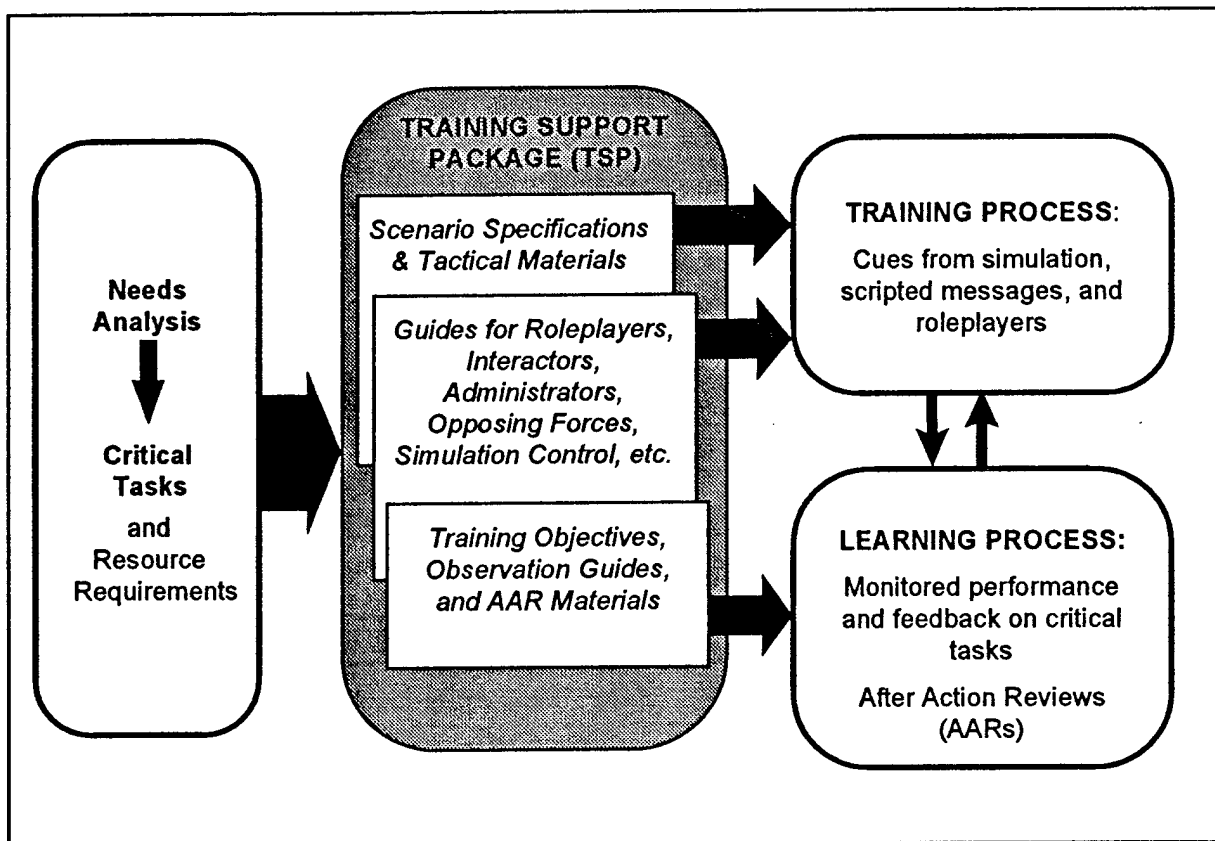 Needs
Analysis
Critical
Tasks
and
Resource
Requirements
TRAINING SUPPORT
PACKAGE (TSP)
Scenario Specifications
& Tactical Materials
Guides for Roleplayers,
Interactors,
Administrators,
Opposing Forces,
Simulation Control, etc.
Training Objectives,
Observation Guides,
and AAR Materials
TRAINING PROCESS:
Cues from simulation,
scripted messages, and
roleplayers
LEARNING PROCESS:
Monitored performance
and feedback on critical
tasks
After Action Reviews
(AARs)